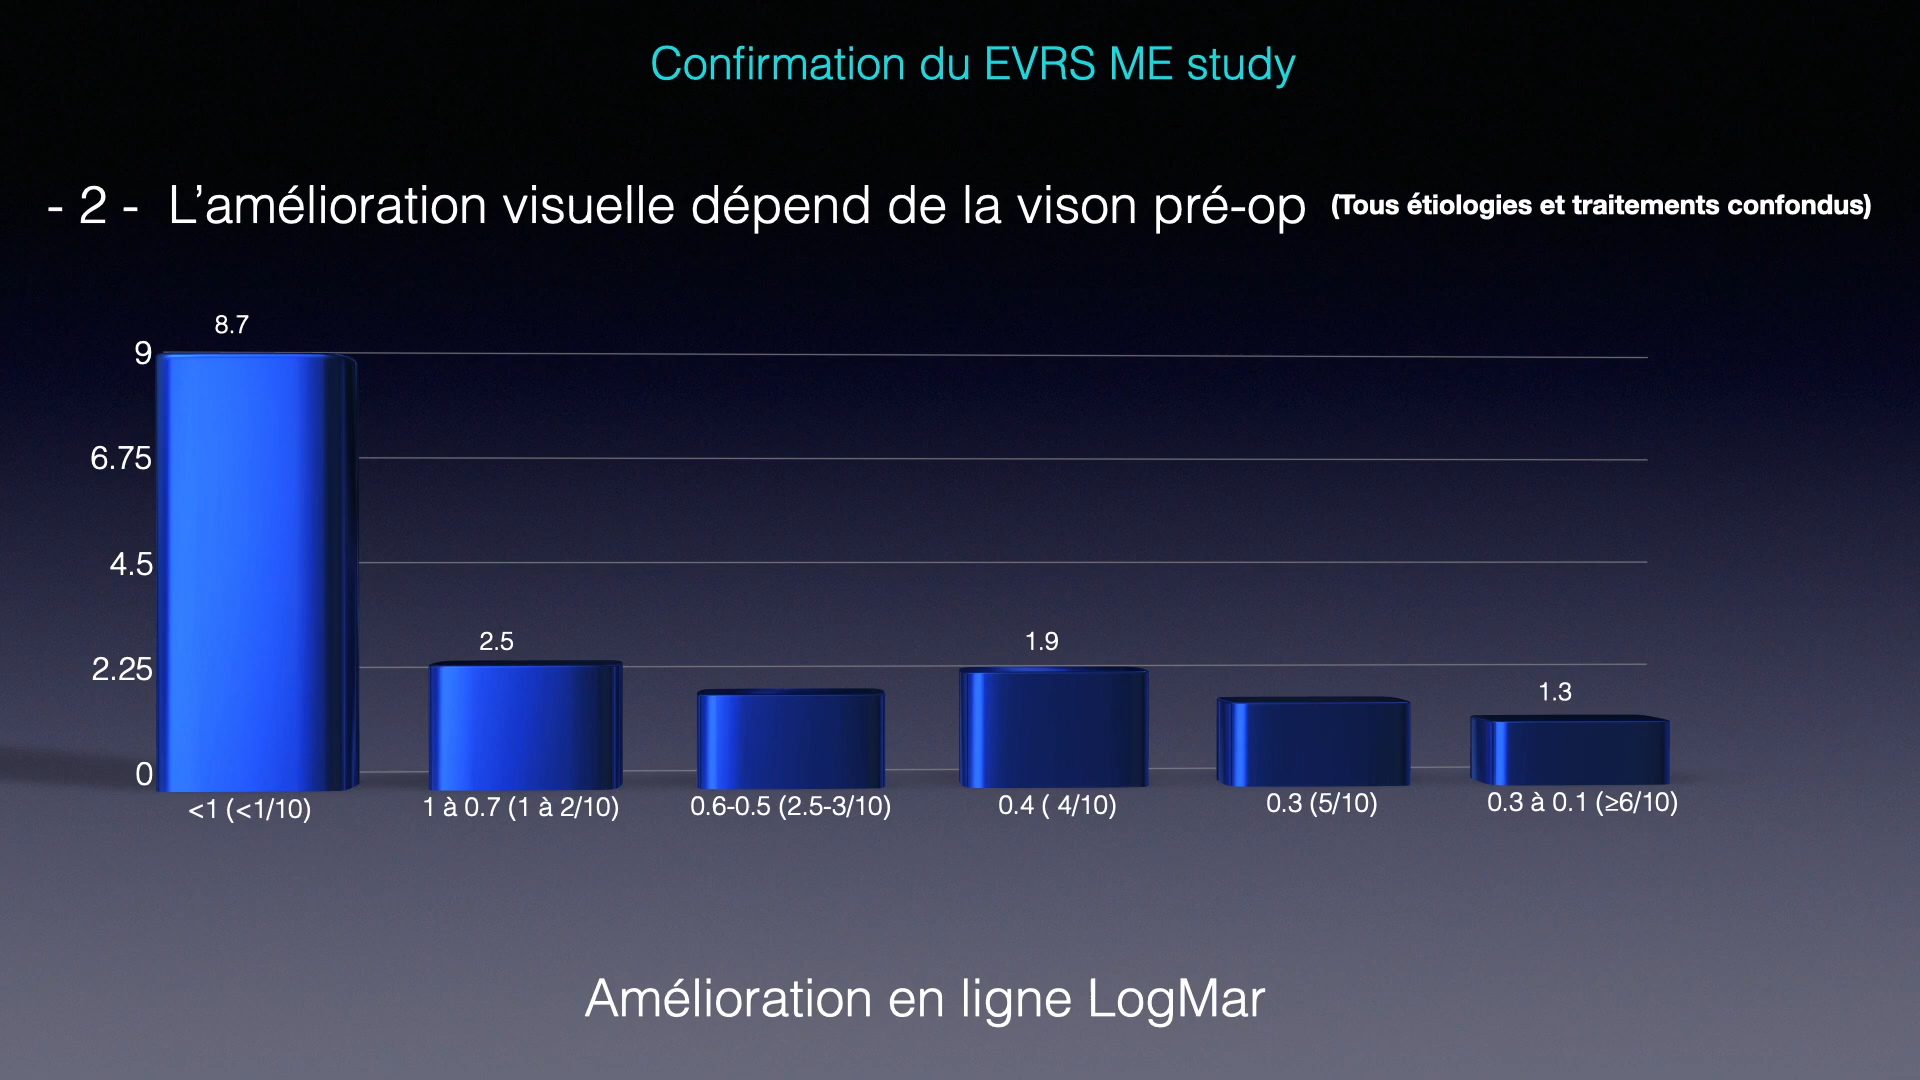 Confirmation du EVRS ME study
- 2 - L’amélioration visuelle dépend de la vison pré-op (Tous étiologies et traitements confondus)
8.7
9
6.75
4.5
2.5
1.9
2.25
1.3
0
<1 (<1/10) 1 à 0.7 (1 à 2/10) 0.6-0.5 (2.5-3/10) 0.4 ( 4/10) 0.3 (5/10) 0.3 à 0.1 (≥6/10)
Amélioration en ligne LogMar